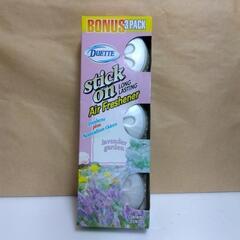 BONUS 3 PACK
DUETTE
stick
on
LONG
LASTING
Air Freshener
lavender
garden